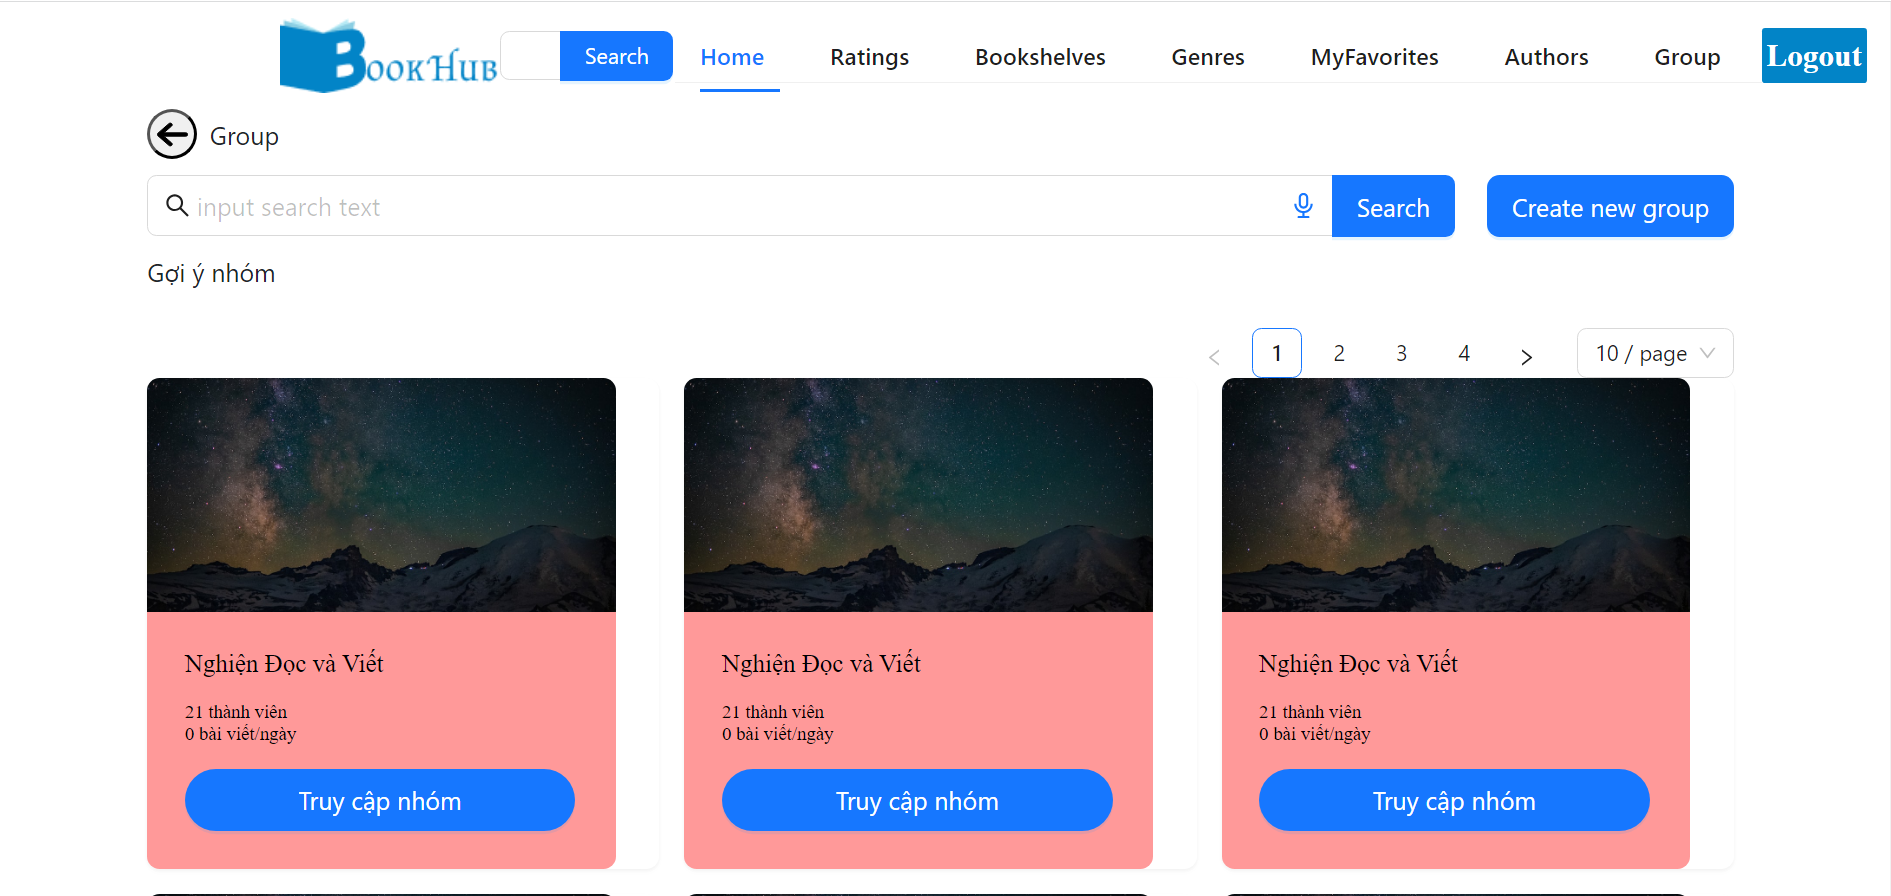 BOOKHUB Search Home Ratings Bookshelves Genres MyFavorites Authors Group Logout
Group
input search text Search Create new group
Gợi ý nhóm
< 1 2 3 4 > 10 / page
Nghiện Đọc và Viết Nghiện Đọc và Viết Nghiện Đọc và Viết
21 thành viên 21 thành viên 21 thành viên
0 bài viết/ngày 0 bài viết/ngày 0 bài viết/ngày
Truy cập nhóm Truy cập nhóm Truy cập nhóm